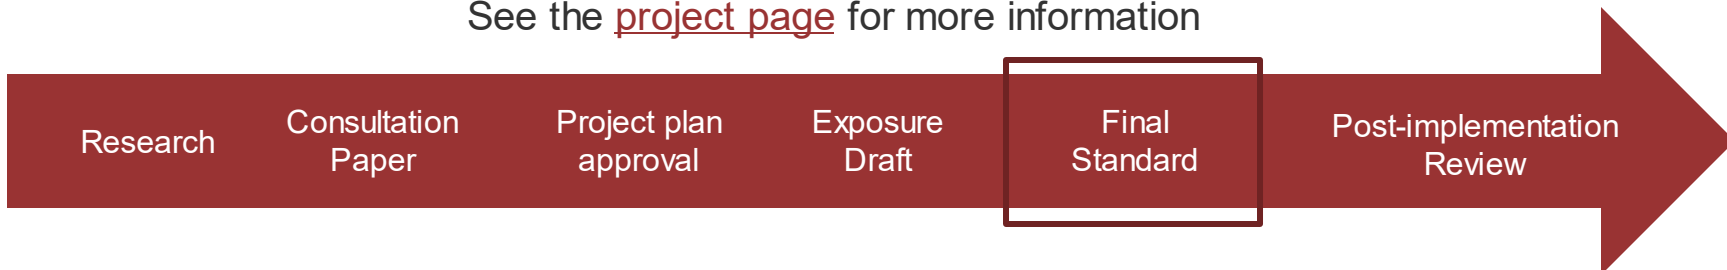 See the project page for more information
Research
Consultation
Paper
Project plan
approval
Exposure
Draft
Final
Standard
Post-implementation
Review